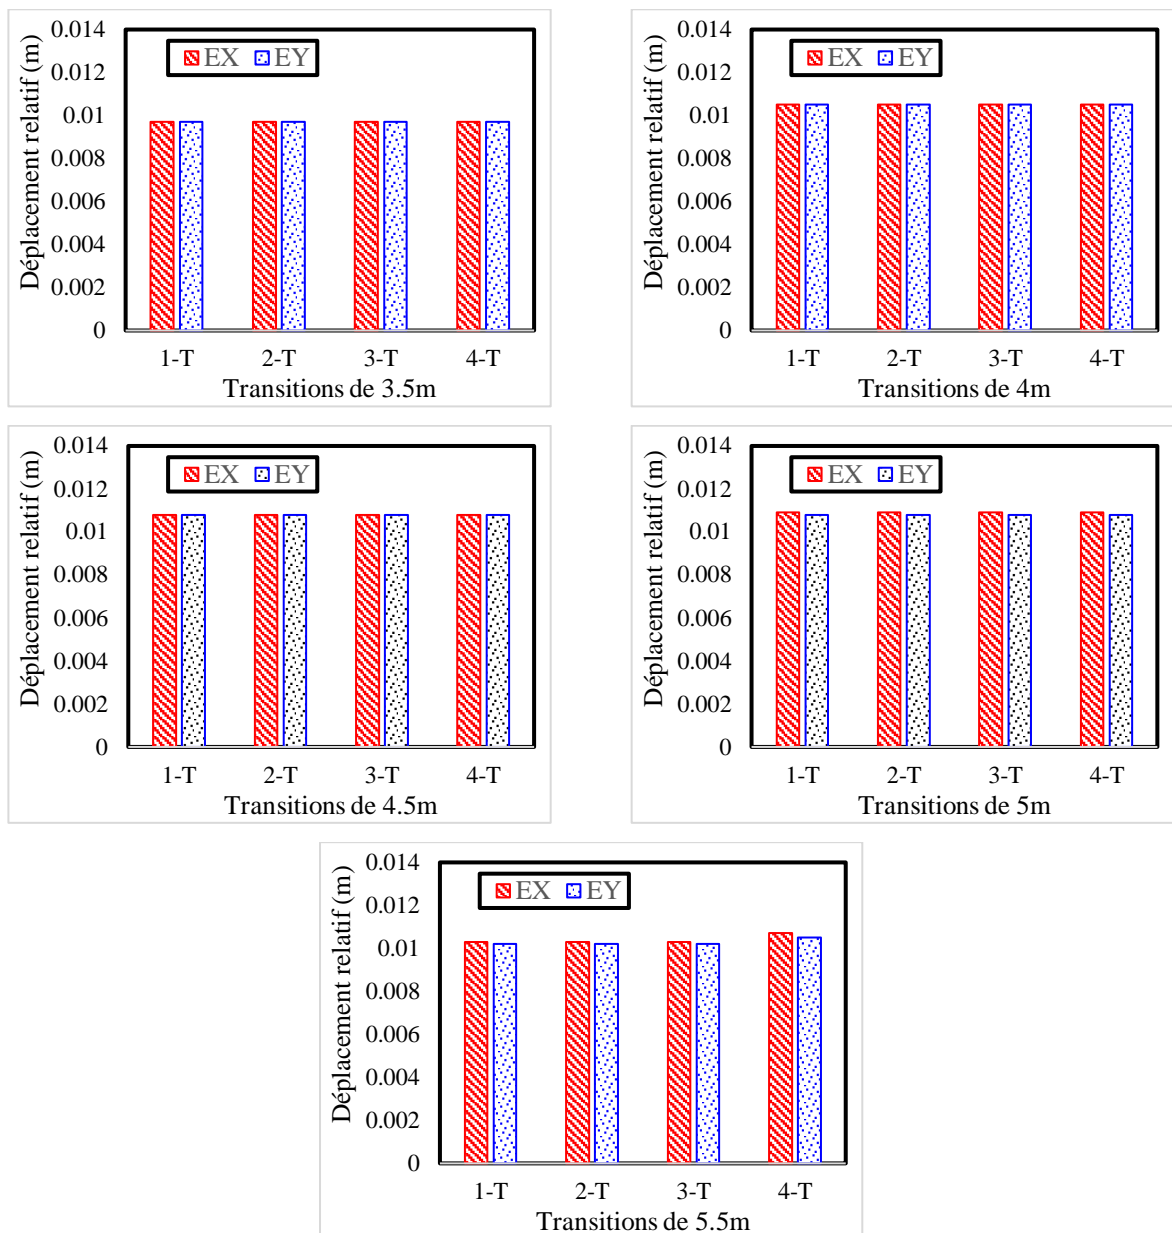 Déplacement relatif (m)
0.014
0.012
0.01
0.008
0.006
0.004
0.002
0
EX EY
1-T 2-T 3-T 4-T
Transitions de 3.5m
Déplacement relatif (m)
0.014
0.012
0.01
0.008
0.006
0.004
0.002
0
EX EY
1-T 2-T 3-T 4-T
Transitions de 4m
Déplacement relatif (m)
0.014
0.012
0.01
0.008
0.006
0.004
0.002
0
EX EY
1-T 2-T 3-T 4-T
Transitions de 4.5m
Déplacement relatif (m)
0.014
0.012
0.01
0.008
0.006
0.004
0.002
0
EX EY
1-T 2-T 3-T 4-T
Transitions de 5m
Déplacement relatif (m)
0.014
0.012
0.01
0.008
0.006
0.004
0.002
0
EX EY
1-T 2-T 3-T 4-T
Transitions de 5.5m